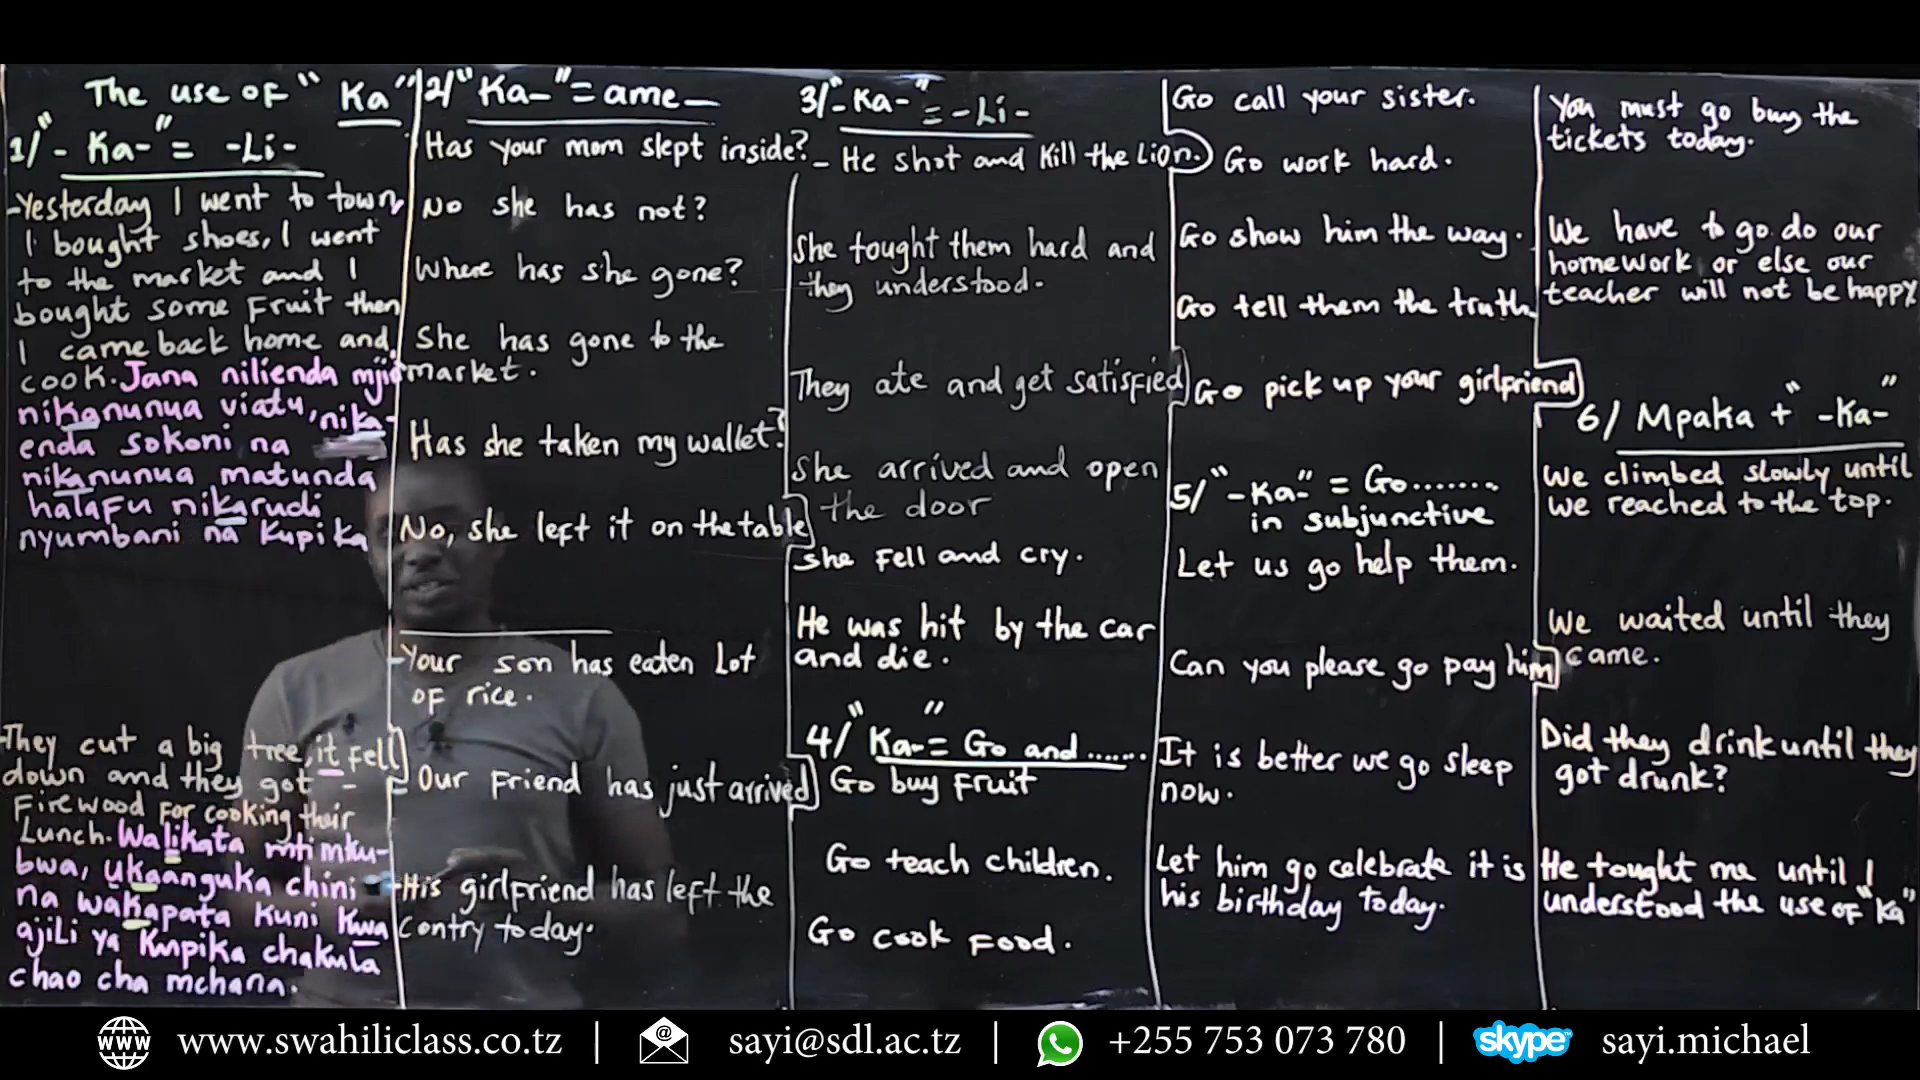 The use of "Ka"
1/ "-Ka-" = -Li-
-Yesterday I went to town,
I bought shoes, I went
to the market and I
bought some Fruit then
I came back home and
cook. Jana nilienda mjio
nikanunua viatu, nika-
enda sokoni na
nikanunua matunda
halafu nikarudi
nyumbani na kupika
-They cut a big tree, it fell
down and they got -
Firewood for cooking their
Lunch. Walikata mti mku-
bwa, ukaanguka chini
na wakapata kuni kwa
ajili ya kupika chakula
chao cha mchana.
2/ "Ka-" = ame-
Has your mom slept inside?
No she has not?
Where has she gone?
She has gone to the
market.
Has she taken my wallet?
No, she left it on the table
-Your son has eaten Lot
of rice.
- Our Friend has just arrived
-His girlfriend has left the
contry today.
3/ "-Ka-" = -Li-
- He shot and Kill the Lion.
She tought them hard and
they understood.
They ate and get satisfied
She arrived and open
the door
she Fell and cry.
He was hit by the car
and die.
4/ "Ka-" = Go and ......
Go buy Fruit
Go teach children.
Go cook Food.
Go call your sister.
Go work hard.
Go show him the way.
Go tell them the truth.
Go pick up your girlfriend
5/ "-Ka-" = Go........
in subjunctive
Let us go help them.
Can you please go pay him
It is better we go sleep
now.
Let him go celebrate it is
his birthday today.
You must go buy the
tickets today.
We have to go do our
homework or else our
teacher will not be happy
6/ Mpaka + "-Ka-"
We climbed slowly until
we reached to the top.
We waited until they
came.
Did they drink until they
got drunk?
He tought me until I
understood the use of "Ka"
WWW www.swahiliclass.co.tz | @ sayi@sdl.ac.tz | +255 753 073 780 | skype sayi.michael